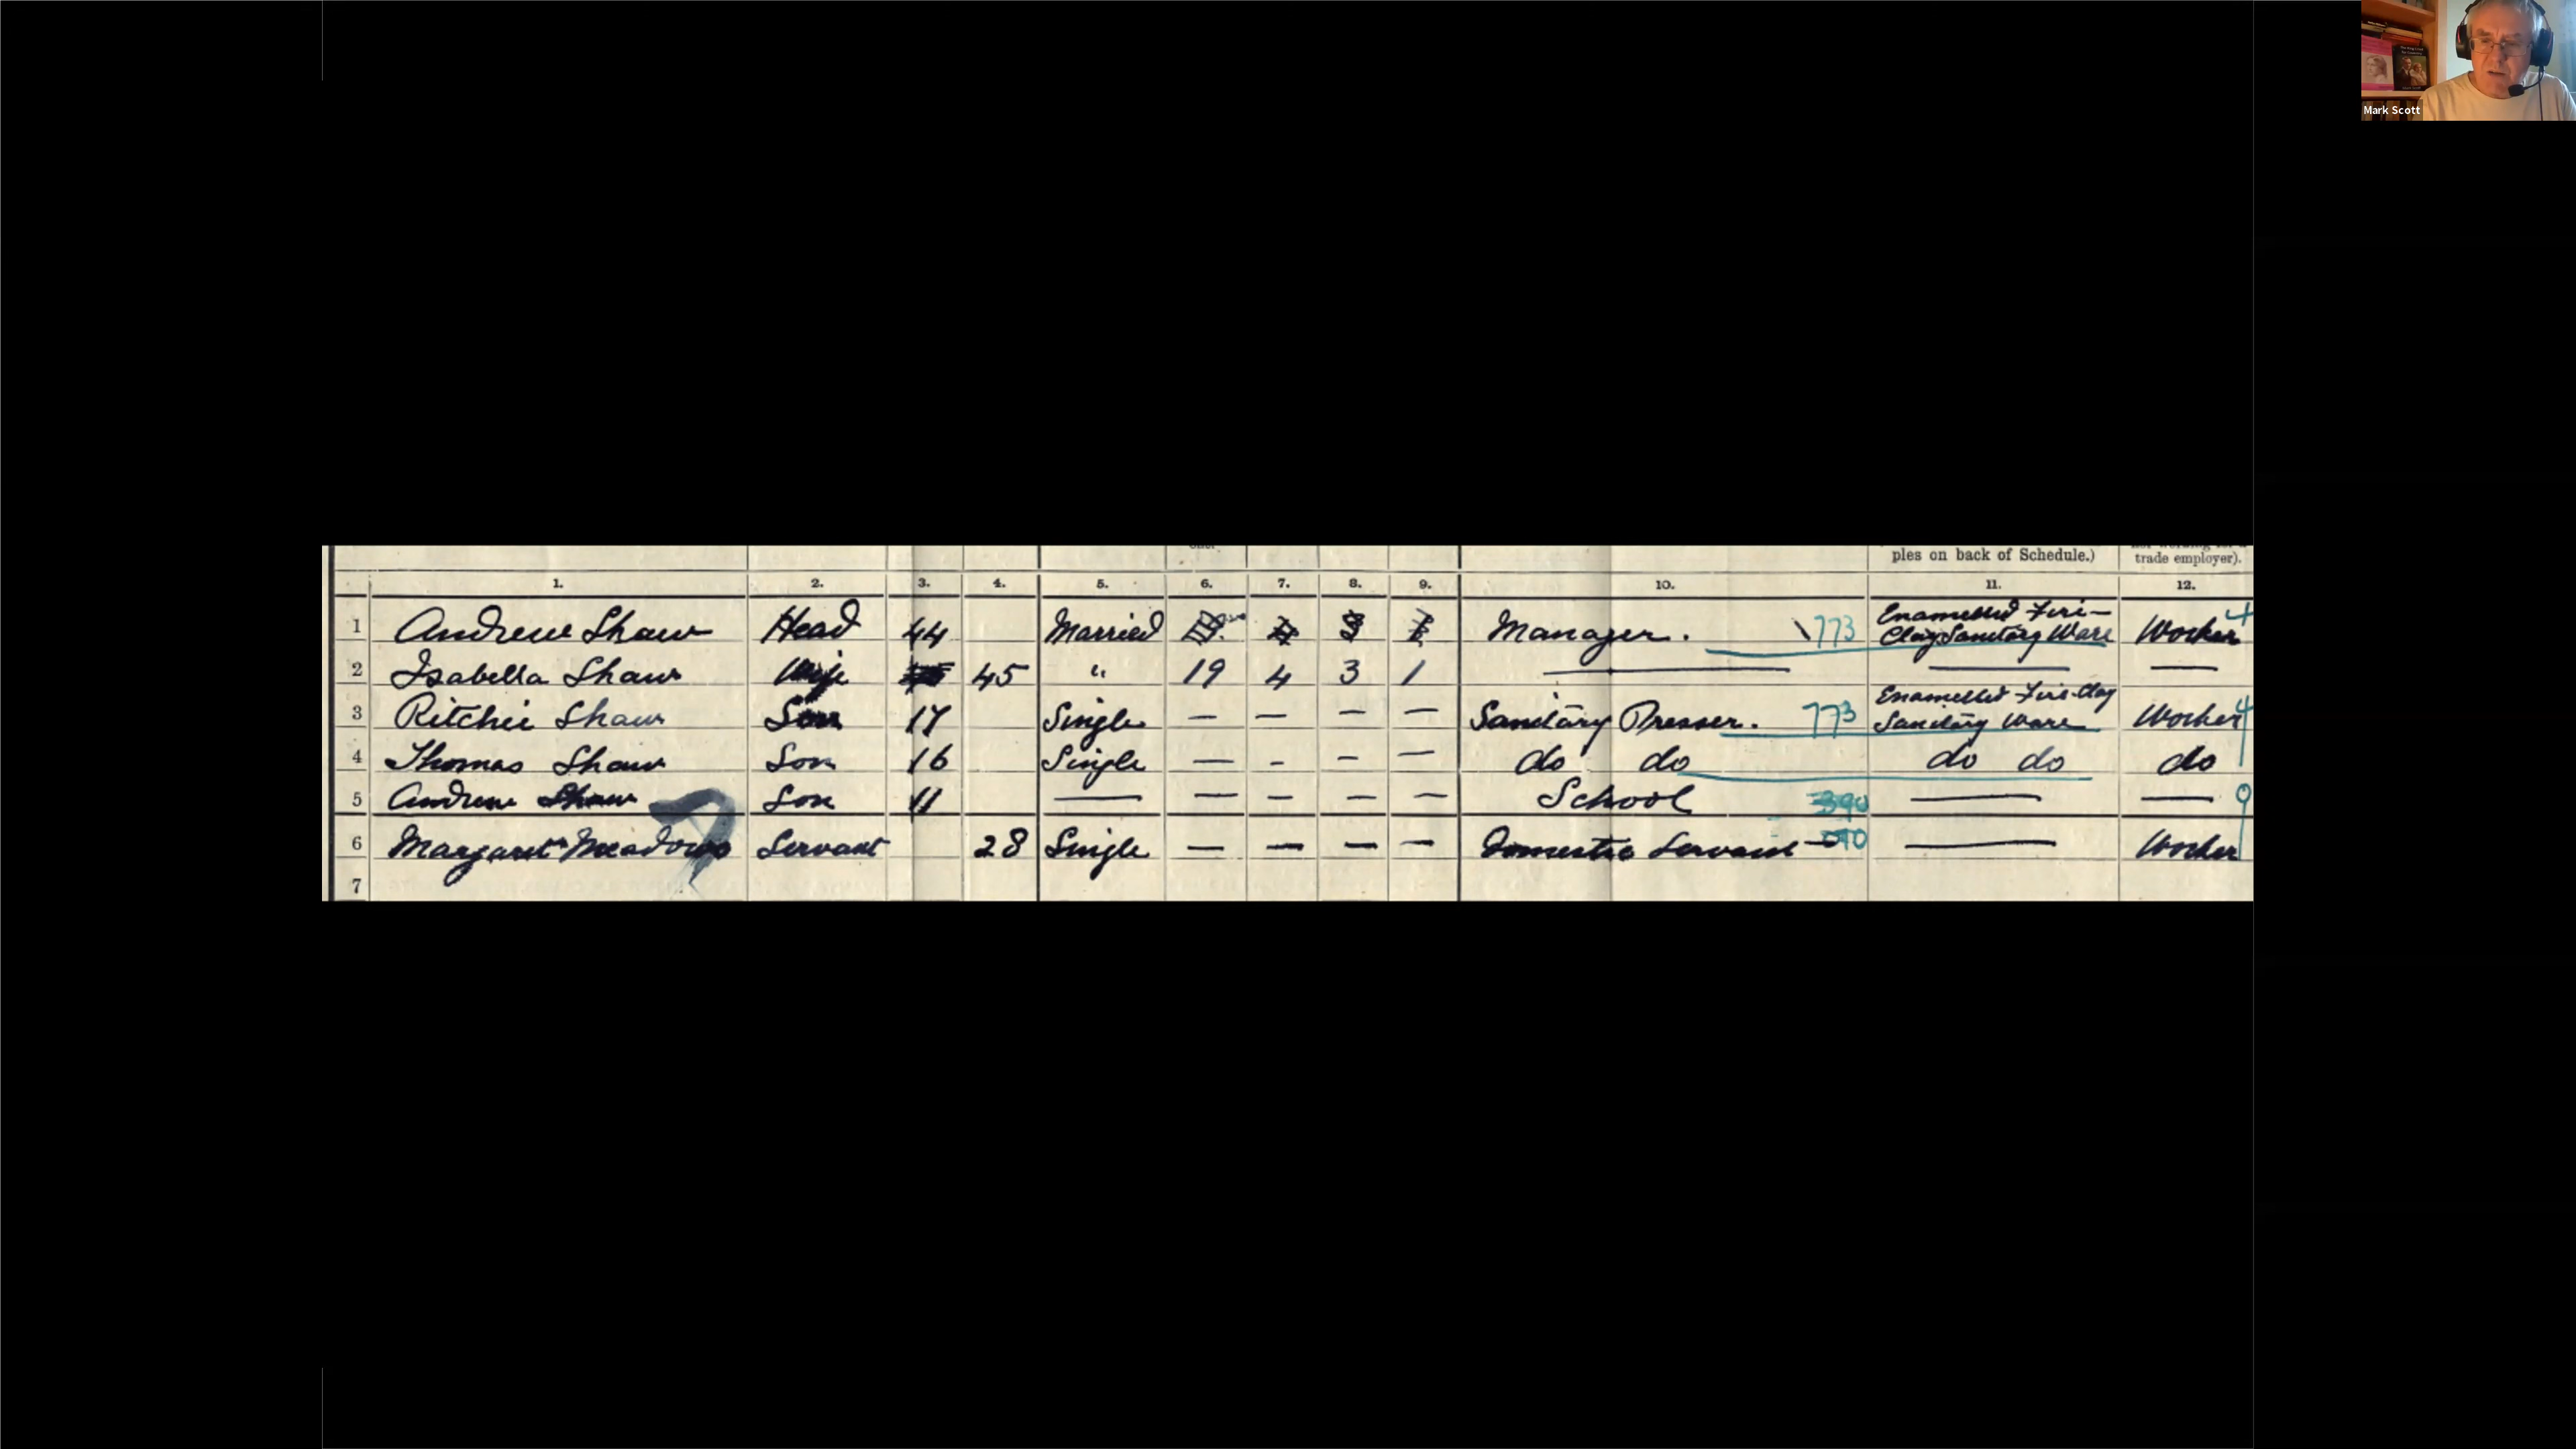 Mark Scott
ples on back of Schedule.) trade employer).
1. 2. 3. 4. 5. 6. 7. 8. 9. 10. 11. 12.
1 Andrew Shaw Head 44 Married Manager. 773 Enamelled Fire- Clay Sanitary Ware Worker 4
2 Isabella Shaw Wife 45 " 19 4 3 1
3 Ritchie Shaw Son 17 Single — — — — Sanitary Presser. 773 Enamelled Fire-Clay Sanitary Ware Worker 4
4 Thomas Shaw Son 16 Single — - — — do do do do do
5 Andrew Shaw Son 11 — — — — — School 390 — — 0
6 Margaret Meadows Servant 28 Single — — — — Domestic Servant — Worker
7